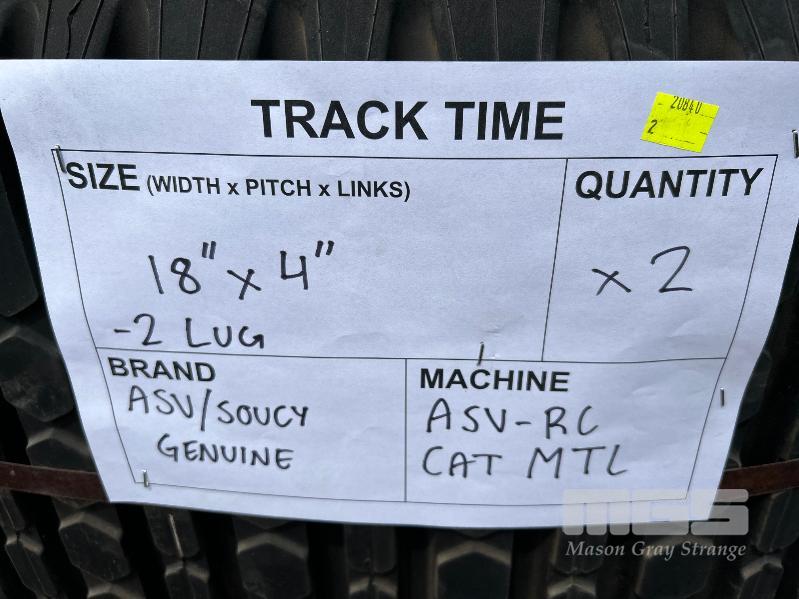 TRACK TIME
20840
2
SIZE (WIDTH x PITCH x LINKS)
18" x 4"
-2 LUG
QUANTITY
x 2
BRAND
ASV/SOUCY
GENUINE
MACHINE
ASV-RC
CAT MTL
MGS
Mason Gray Strange